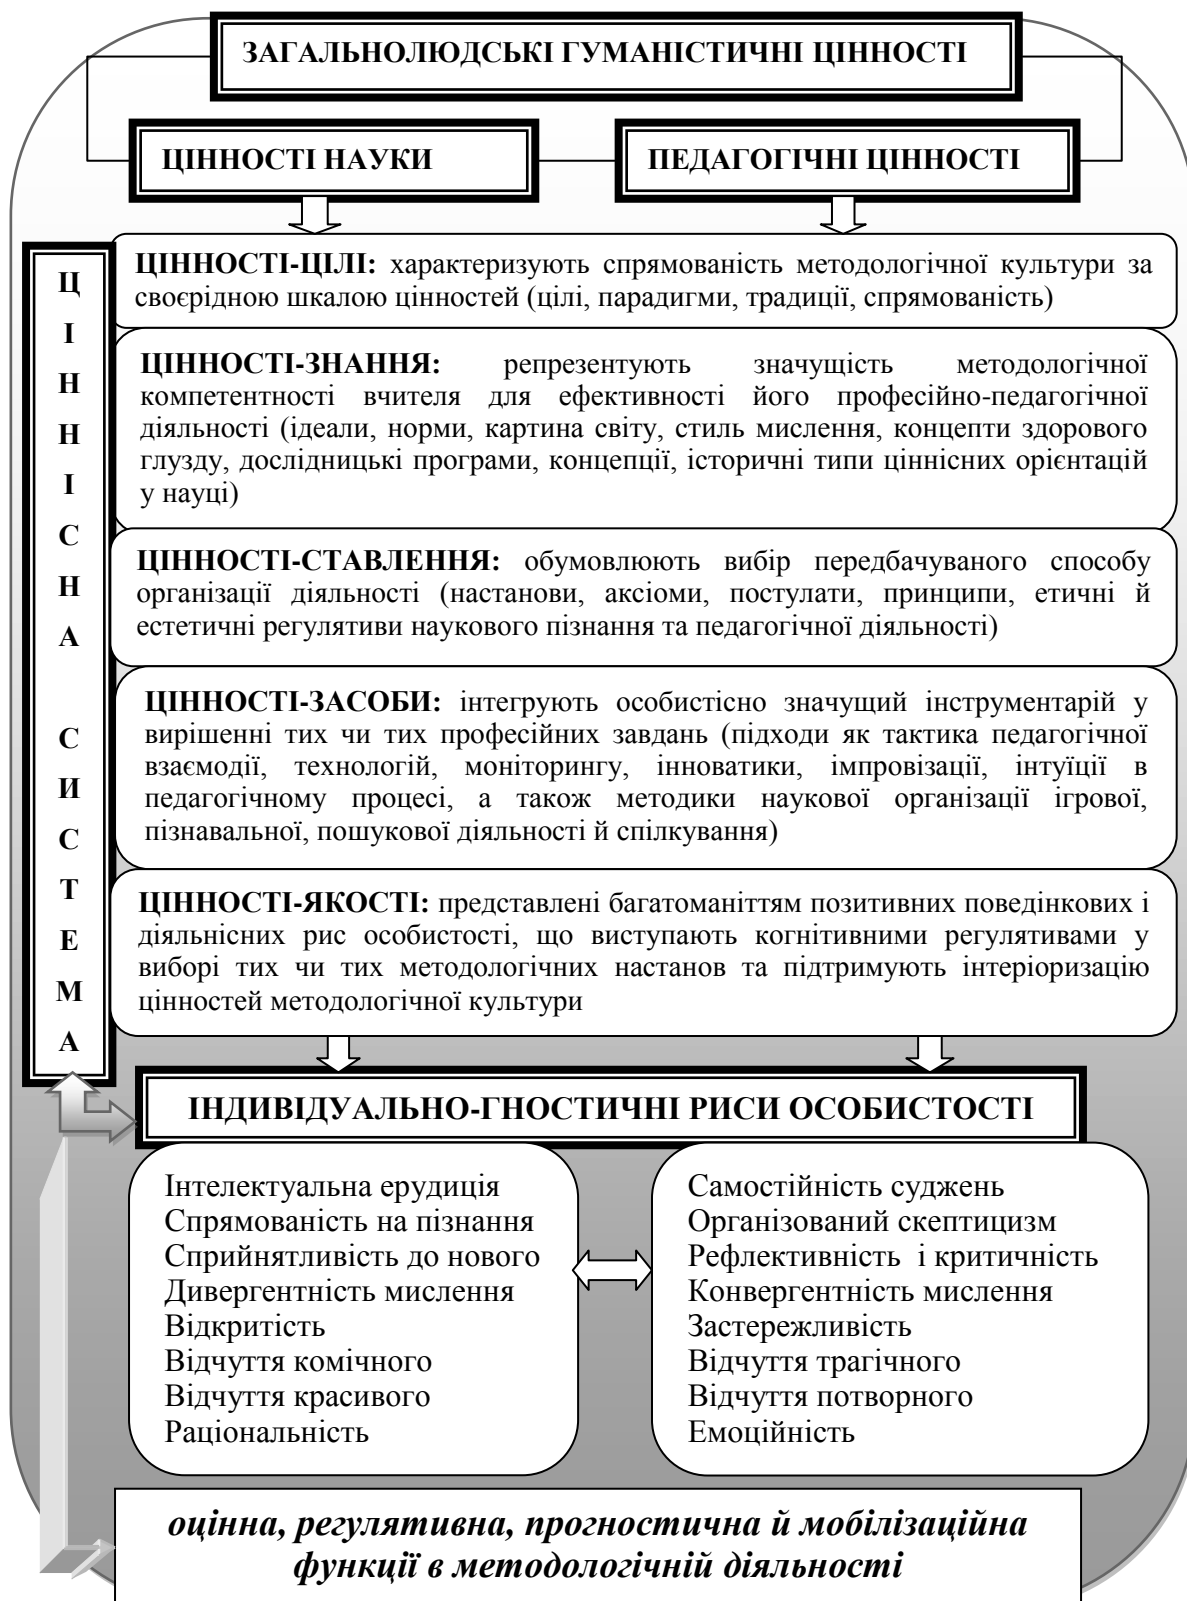 ЗАГАЛЬНОЛЮДСЬКІ ГУМАНІСТИЧНІ ЦІННОСТІ
ЦІННОСТІ НАУКИ
ПЕДАГОГІЧНІ ЦІННОСТІ
ЦІННІСНА СИСТЕМА
ЦІННОСТІ-ЦІЛІ: характеризують спрямованість методологічної культури за
своєрідною шкалою цінностей (цілі, парадигми, традиції, спрямованість)
ЦІННОСТІ-ЗНАННЯ: репрезентують значущість методологічної
компетентності вчителя для ефективності його професійно-педагогічної
діяльності (ідеали, норми, картина світу, стиль мислення, концепти здорового
глузду, дослідницькі програми, концепції, історичні типи ціннісних орієнтацій
у науці)
ЦІННОСТІ-СТАВЛЕННЯ: обумовлюють вибір передбачуваного способу
організації діяльності (настанови, аксіоми, постулати, принципи, етичні й
естетичні регулятиви наукового пізнання та педагогічної діяльності)
ЦІННОСТІ-ЗАСОБИ: інтегрують особистісно значущий інструментарій у
вирішенні тих чи тих професійних завдань (підходи як тактика педагогічної
взаємодії, технологій, моніторингу, інноватики, імпровізації, інтуїції в
педагогічному процесі, а також методики наукової організації ігрової,
пізнавальної, пошукової діяльності й спілкування)
ЦІННОСТІ-ЯКОСТІ: представлені багатоманіттям позитивних поведінкових і
діяльнісних рис особистості, що виступають когнітивними регулятивами у
виборі тих чи тих методологічних настанов та підтримують інтеріоризацію
цінностей методологічної культури
ІНДИВІДУАЛЬНО-ГНОСТИЧНІ РИСИ ОСОБИСТОСТІ
Інтелектуальна ерудиція
Спрямованість на пізнання
Сприйнятливість до нового
Дивергентність мислення
Відкритість
Відчуття комічного
Відчуття красивого
Раціональність
Самостійність суджень
Організований скептицизм
Рефлективність і критичність
Конвергентність мислення
Застережливість
Відчуття трагічного
Відчуття потворного
Емоційність
оцінна, регулятивна, прогностична й мобілізаційна
функції в методологічній діяльності